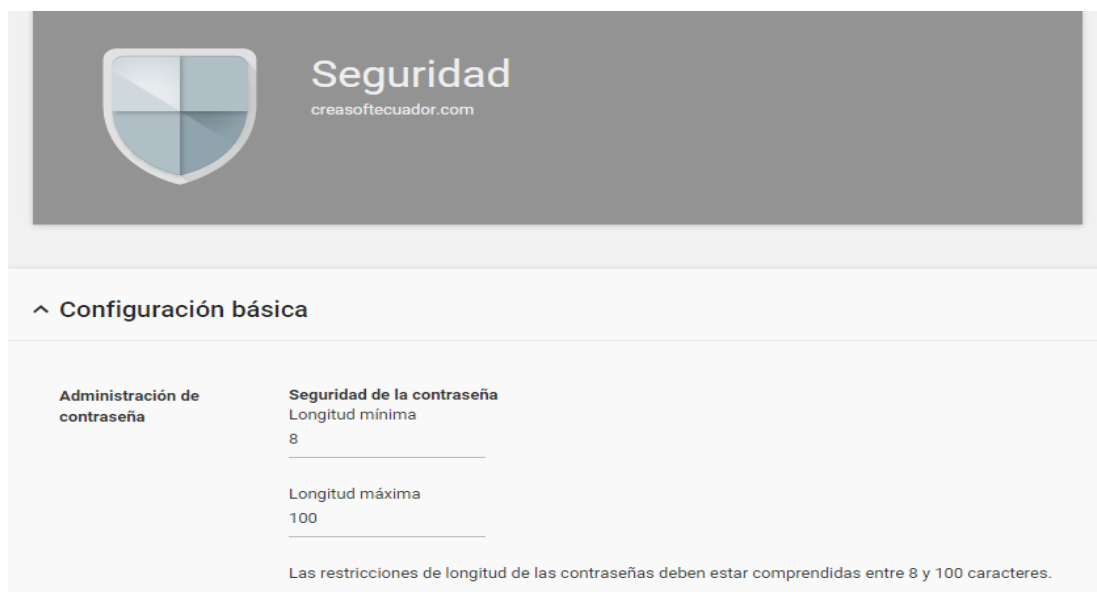 Seguridad
creasoftecuador.com
Configuración básica
Administración de
contraseña
Seguridad de la contraseña
Longitud mínima
8
Longitud máxima
100
Las restricciones de longitud de las contraseñas deben estar comprendidas entre 8 y 100 caracteres.